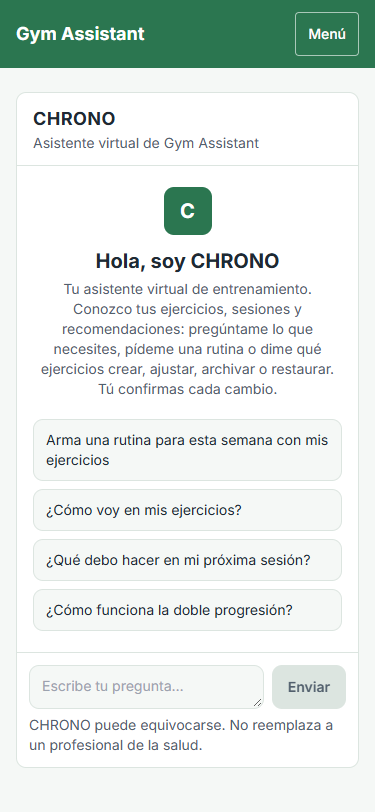 Gym Assistant
Menú
CHRONO
Asistente virtual de Gym Assistant
C
Hola, soy CHRONO
Tu asistente virtual de entrenamiento.
Conozco tus ejercicios, sesiones y
recomendaciones: pregúntame lo que
necesites, pídeme una rutina o dime qué
ejercicios crear, ajustar, archivar o restaurar.
Tú confirmas cada cambio.
Arma una rutina para esta semana con mis
ejercicios
¿Cómo voy en mis ejercicios?
¿Qué debo hacer en mi próxima sesión?
¿Cómo funciona la doble progresión?
Escribe tu pregunta...
Enviar
CHRONO puede equivocarse. No reemplaza a
un profesional de la salud.